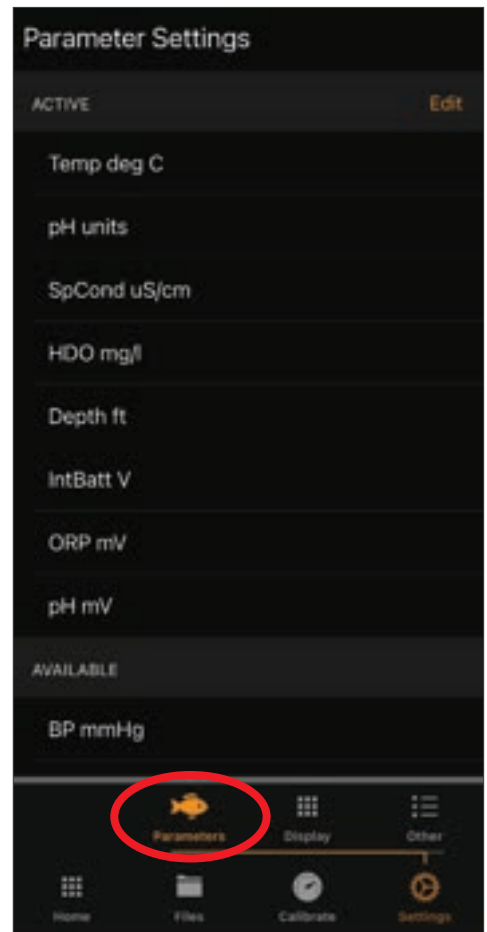 Parameter Settings
ACTIVE Edit
Temp deg C
pH units
SpCond uS/cm
HDO mg/l
Depth ft
IntBatt V
ORP mV
pH mV
AVAILABLE
BP mmHg
Parameters Display Other
Home Files Calibrate Settings